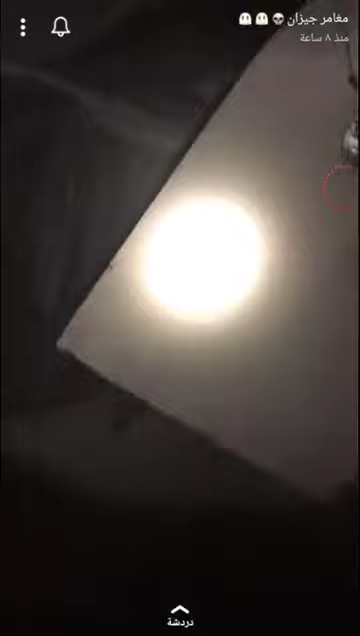 مغامر جيزان💀👻👻
منذ ٨ ساعة
دردشة